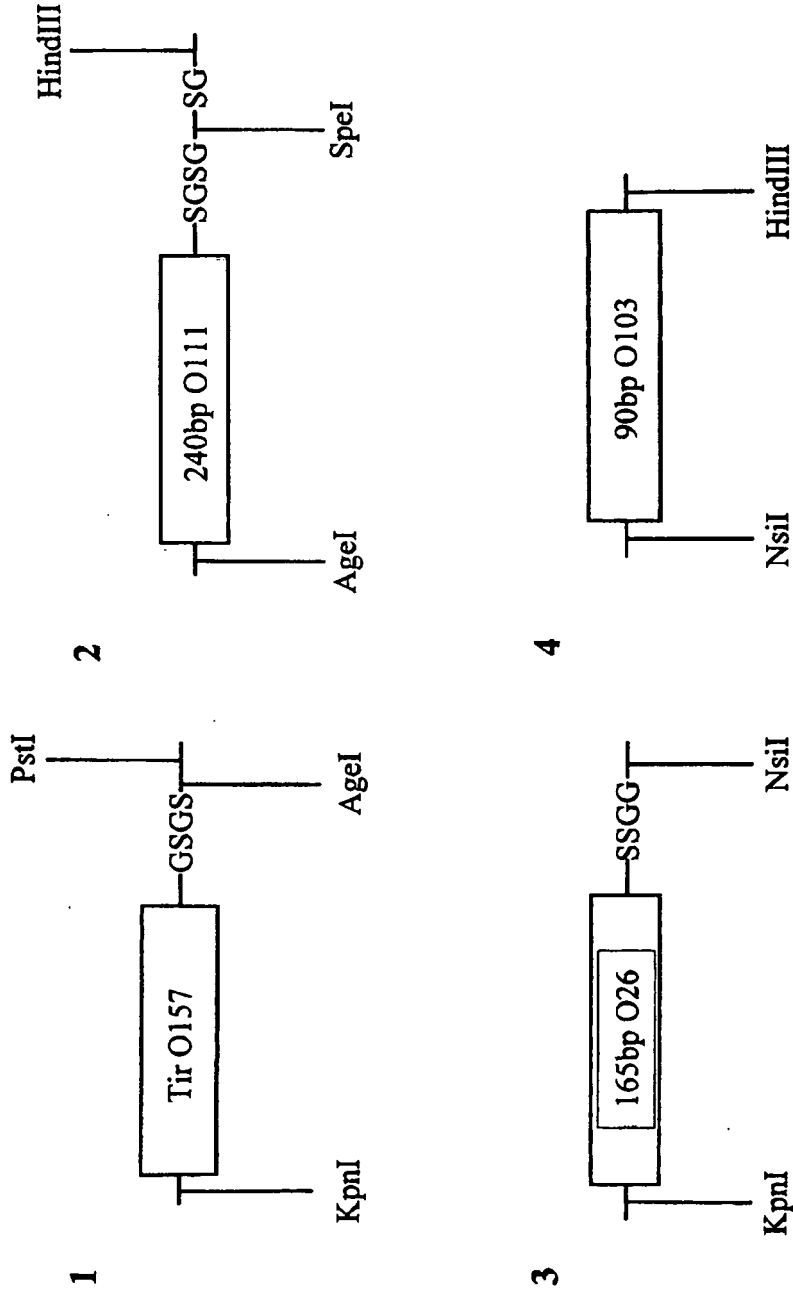 1
PstI
Tir O157
GSGS
KpnI
AgeI
2
HindIII
240bp O111
SGSG
SG
AgeI
SpeI
3
165bp O26
SSGG
KpnI
NsiI
4
90bp O103
NsiI
HindIII